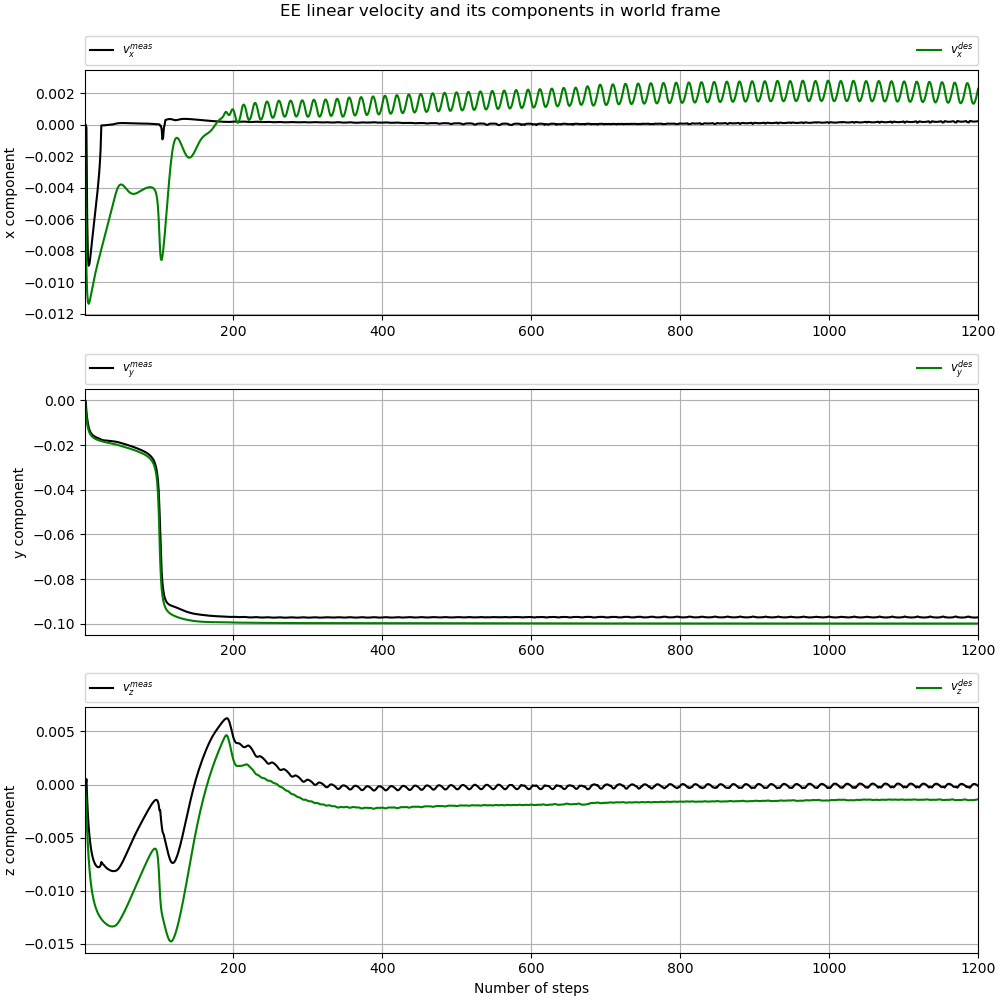 EE linear velocity and its components in world frame
v_x^{meas} v_x^{des}
0.002
0.000
−0.002
−0.004
−0.006
−0.008
−0.010
−0.012
x component
200 400 600 800 1000 1200
v_y^{meas} v_y^{des}
0.00
−0.02
−0.04
−0.06
−0.08
−0.10
y component
200 400 600 800 1000 1200
v_z^{meas} v_z^{des}
0.005
0.000
−0.005
−0.010
−0.015
z component
200 400 600 800 1000 1200
Number of steps